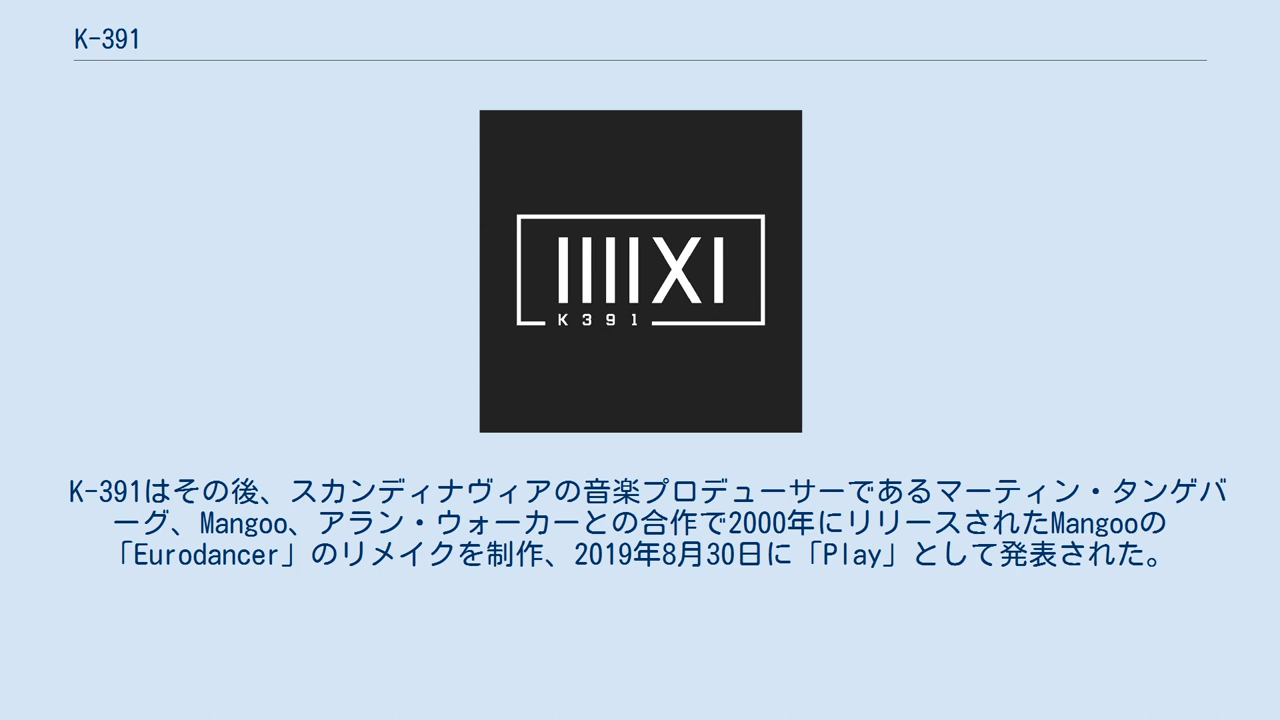 K-391
IIIIXI
K 3 9 1
K-391はその後、スカンディナヴィアの音楽プロデューサーであるマーティン・タンゲバ
ーグ、Mangoo、アラン・ウォーカーとの合作で2000年にリリースされたMangooの
「Eurodancer」のリメイクを制作、2019年8月30日に「Play」として発表された。